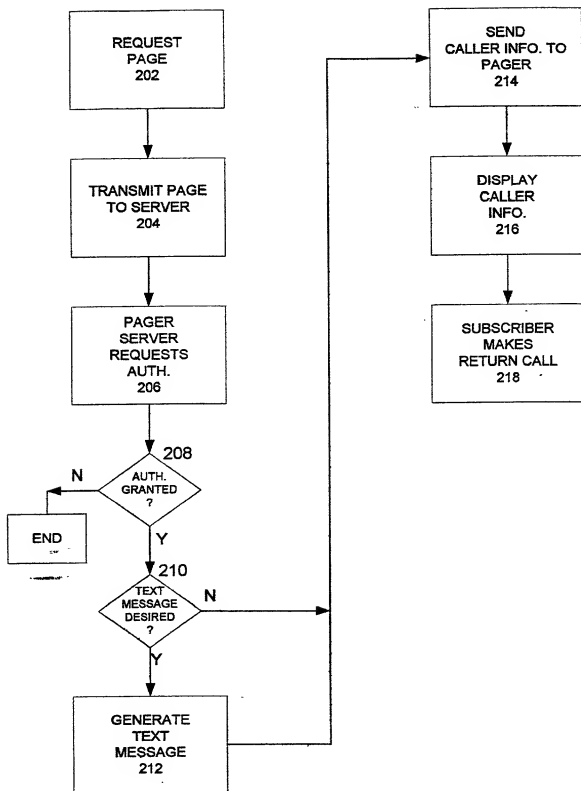 REQUEST
PAGE
202
TRANSMIT PAGE
TO SERVER
204
PAGER
SERVER
REQUESTS
AUTH.
206
208
N
AUTH.
GRANTED
?
END
Y
210
TEXT
MESSAGE
DESIRED
?
N
Y
GENERATE
TEXT
MESSAGE
212
SEND
CALLER INFO. TO
PAGER
214
DISPLAY
CALLER
INFO.
216
SUBSCRIBER
MAKES
RETURN CALL
218